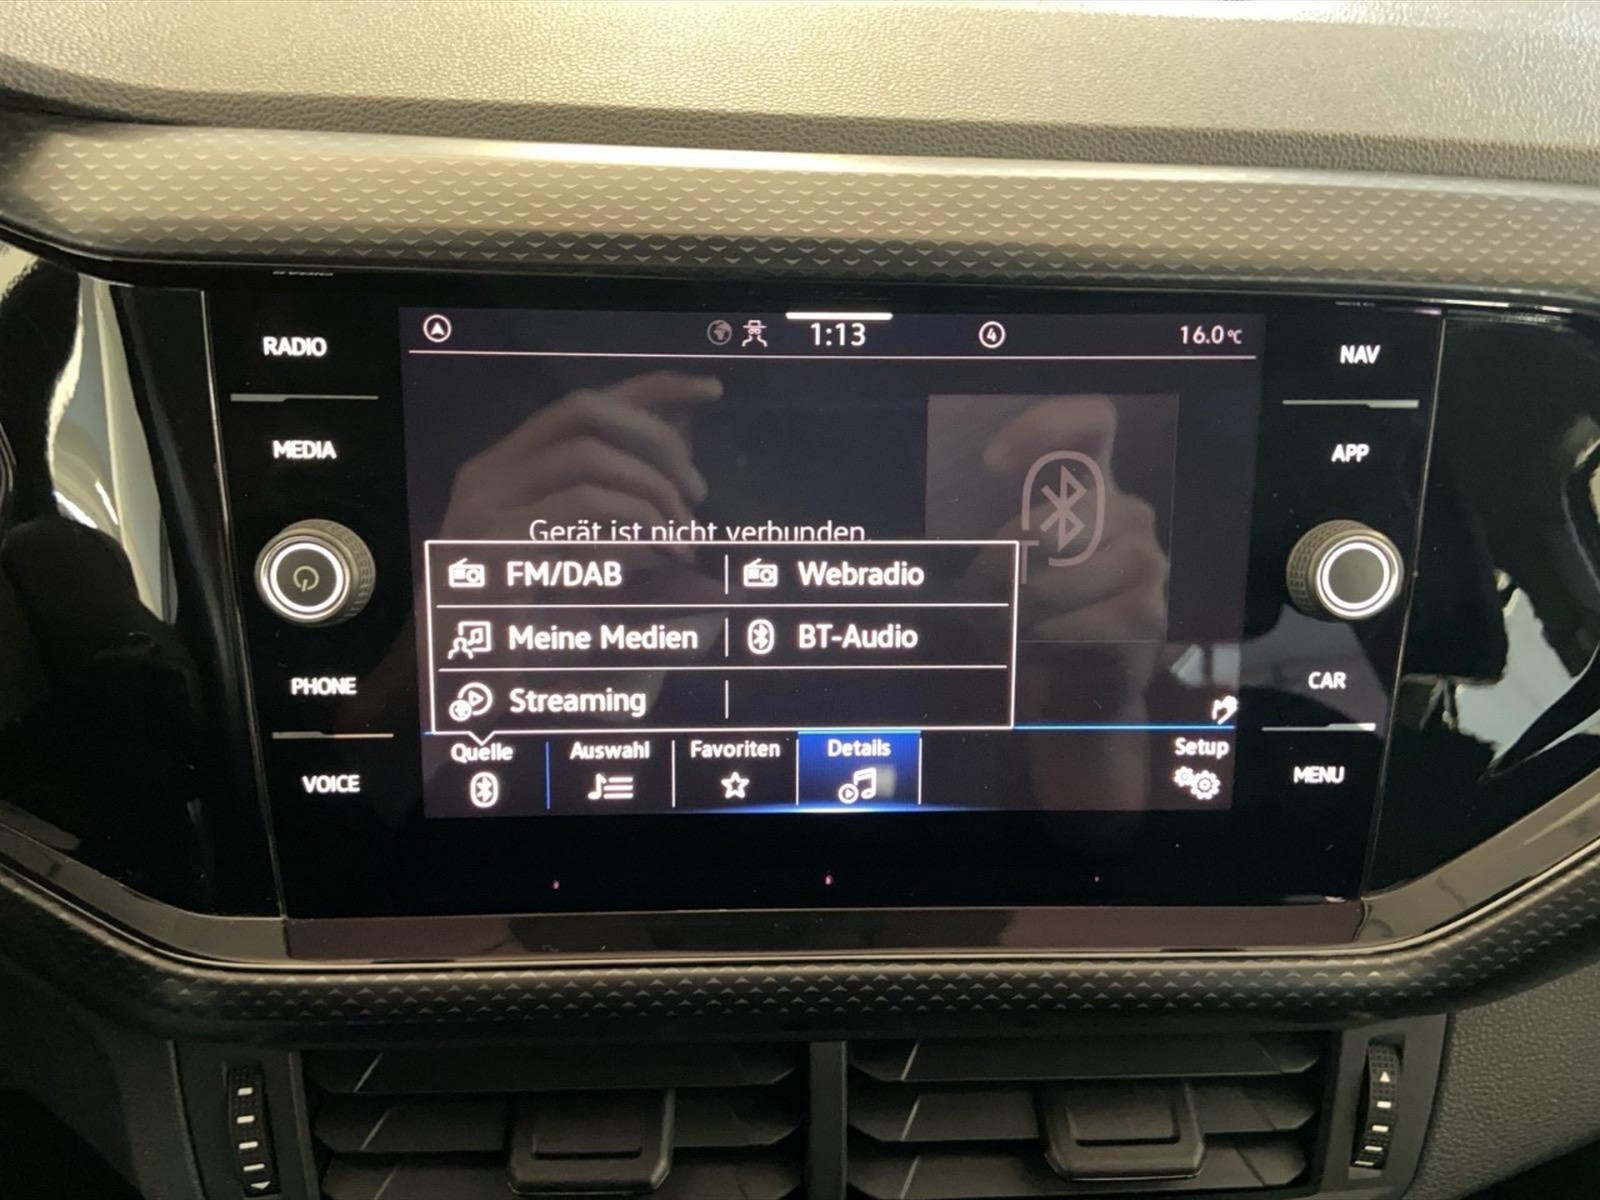 RADIO
MEDIA
PHONE
VOICE
1:13
4
16.0°C
Gerät ist nicht verbunden.
FM/DAB
Webradio
Meine Medien
BT-Audio
Streaming
Quelle
Auswahl
Favoriten
Details
Setup
NAV
APP
CAR
MENU